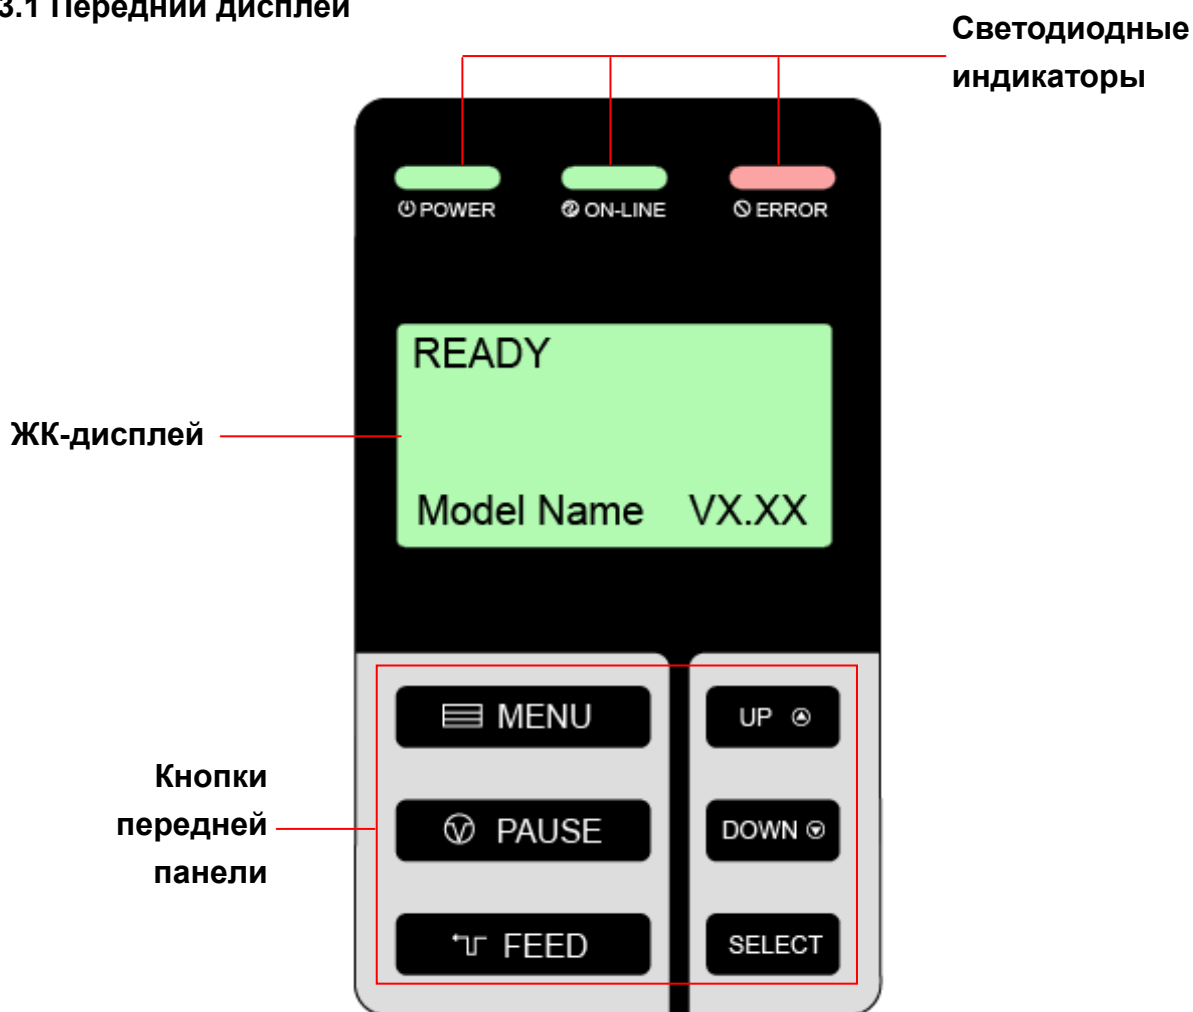 3.1 Передний дисплей
Светодиодные
индикаторы
POWER
ON-LINE
ERROR
READY
ЖК-дисплей
Model Name VX.XX
MENU
UP
Кнопки
передней
панели
PAUSE
DOWN
FEED
SELECT